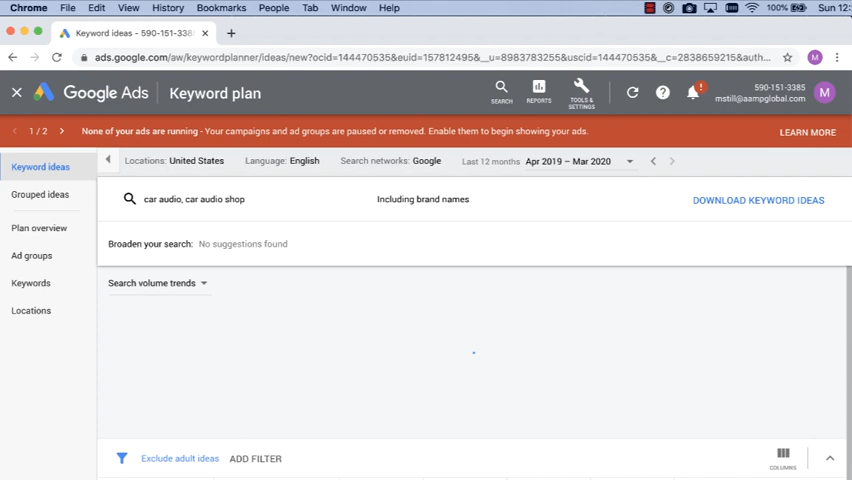 Chrome File Edit View History Bookmarks People Tab Window Help 100% Sun 12:
Keyword ideas - 590-151-338
ads.google.com/aw/keywordplanner/ideas/new?ocid=144470535&euid=157812495&__u=8983783255&uscid=144470535&__c=2838659215&auth... M
Google Ads Keyword plan SEARCH REPORTS TOOLS & SETTINGS ! 590-151-3385 mstill@aampglobal.com M
1 / 2 None of your ads are running - Your campaigns and ad groups are paused or removed. Enable them to begin showing your ads. LEARN MORE
Keyword ideas
Grouped ideas
Plan overview
Ad groups
Keywords
Locations
Locations: United States Language: English Search networks: Google Last 12 months Apr 2019 – Mar 2020
car audio, car audio shop Including brand names DOWNLOAD KEYWORD IDEAS
Broaden your search: No suggestions found
Search volume trends
Exclude adult ideas ADD FILTER COLUMNS